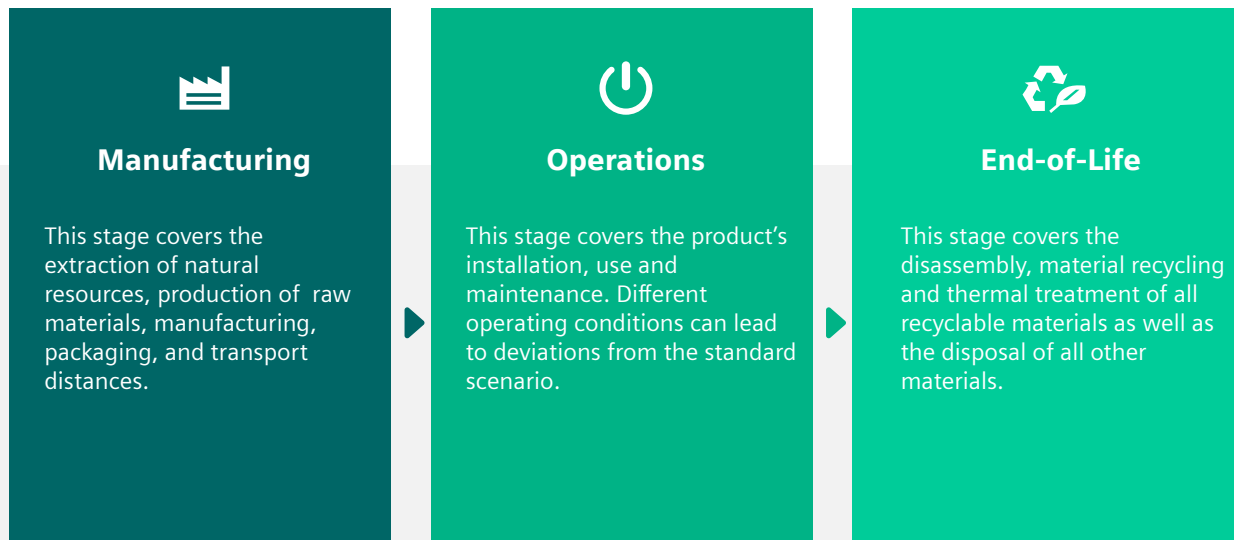 Manufacturing
This stage covers the
extraction of natural
resources, production of  raw
materials, manufacturing,
packaging, and transport
distances.
Operations
This stage covers the product’s
installation, use and
maintenance. Different
operating conditions can lead
to deviations from the standard
scenario.
End-of-Life
This stage covers the
disassembly, material recycling
and thermal treatment of all
recyclable materials as well as
the disposal of all other
materials.